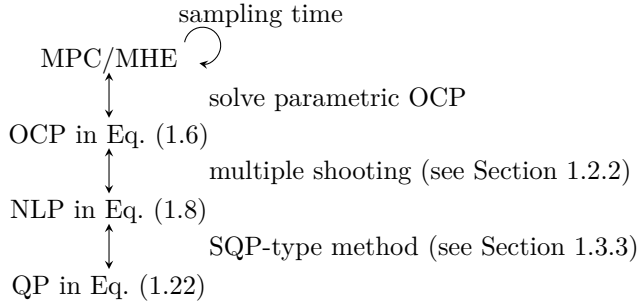 sampling time
MPC/MHE
solve parametric OCP
OCP in Eq. (1.6)
multiple shooting (see Section 1.2.2)
NLP in Eq. (1.8)
SQP-type method (see Section 1.3.3)
QP in Eq. (1.22)